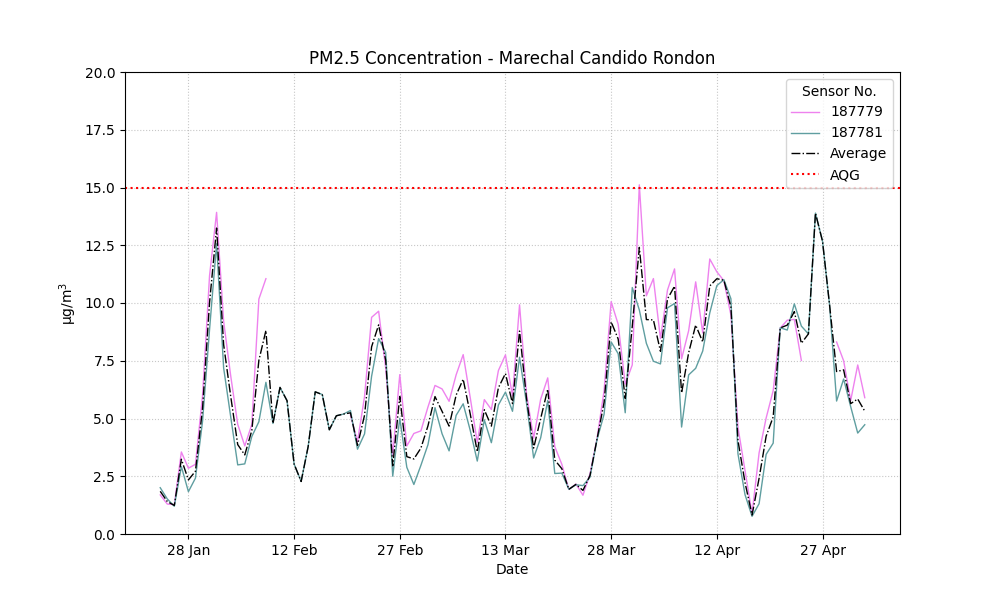 PM2.5 Concentration - Marechal Candido Rondon
20.0
17.5
15.0
12.5
10.0
7.5
5.0
2.5
0.0
µg/m³
Sensor No.
187779
187781
Average
AQG
28 Jan
12 Feb
27 Feb
13 Mar
28 Mar
12 Apr
27 Apr
Date